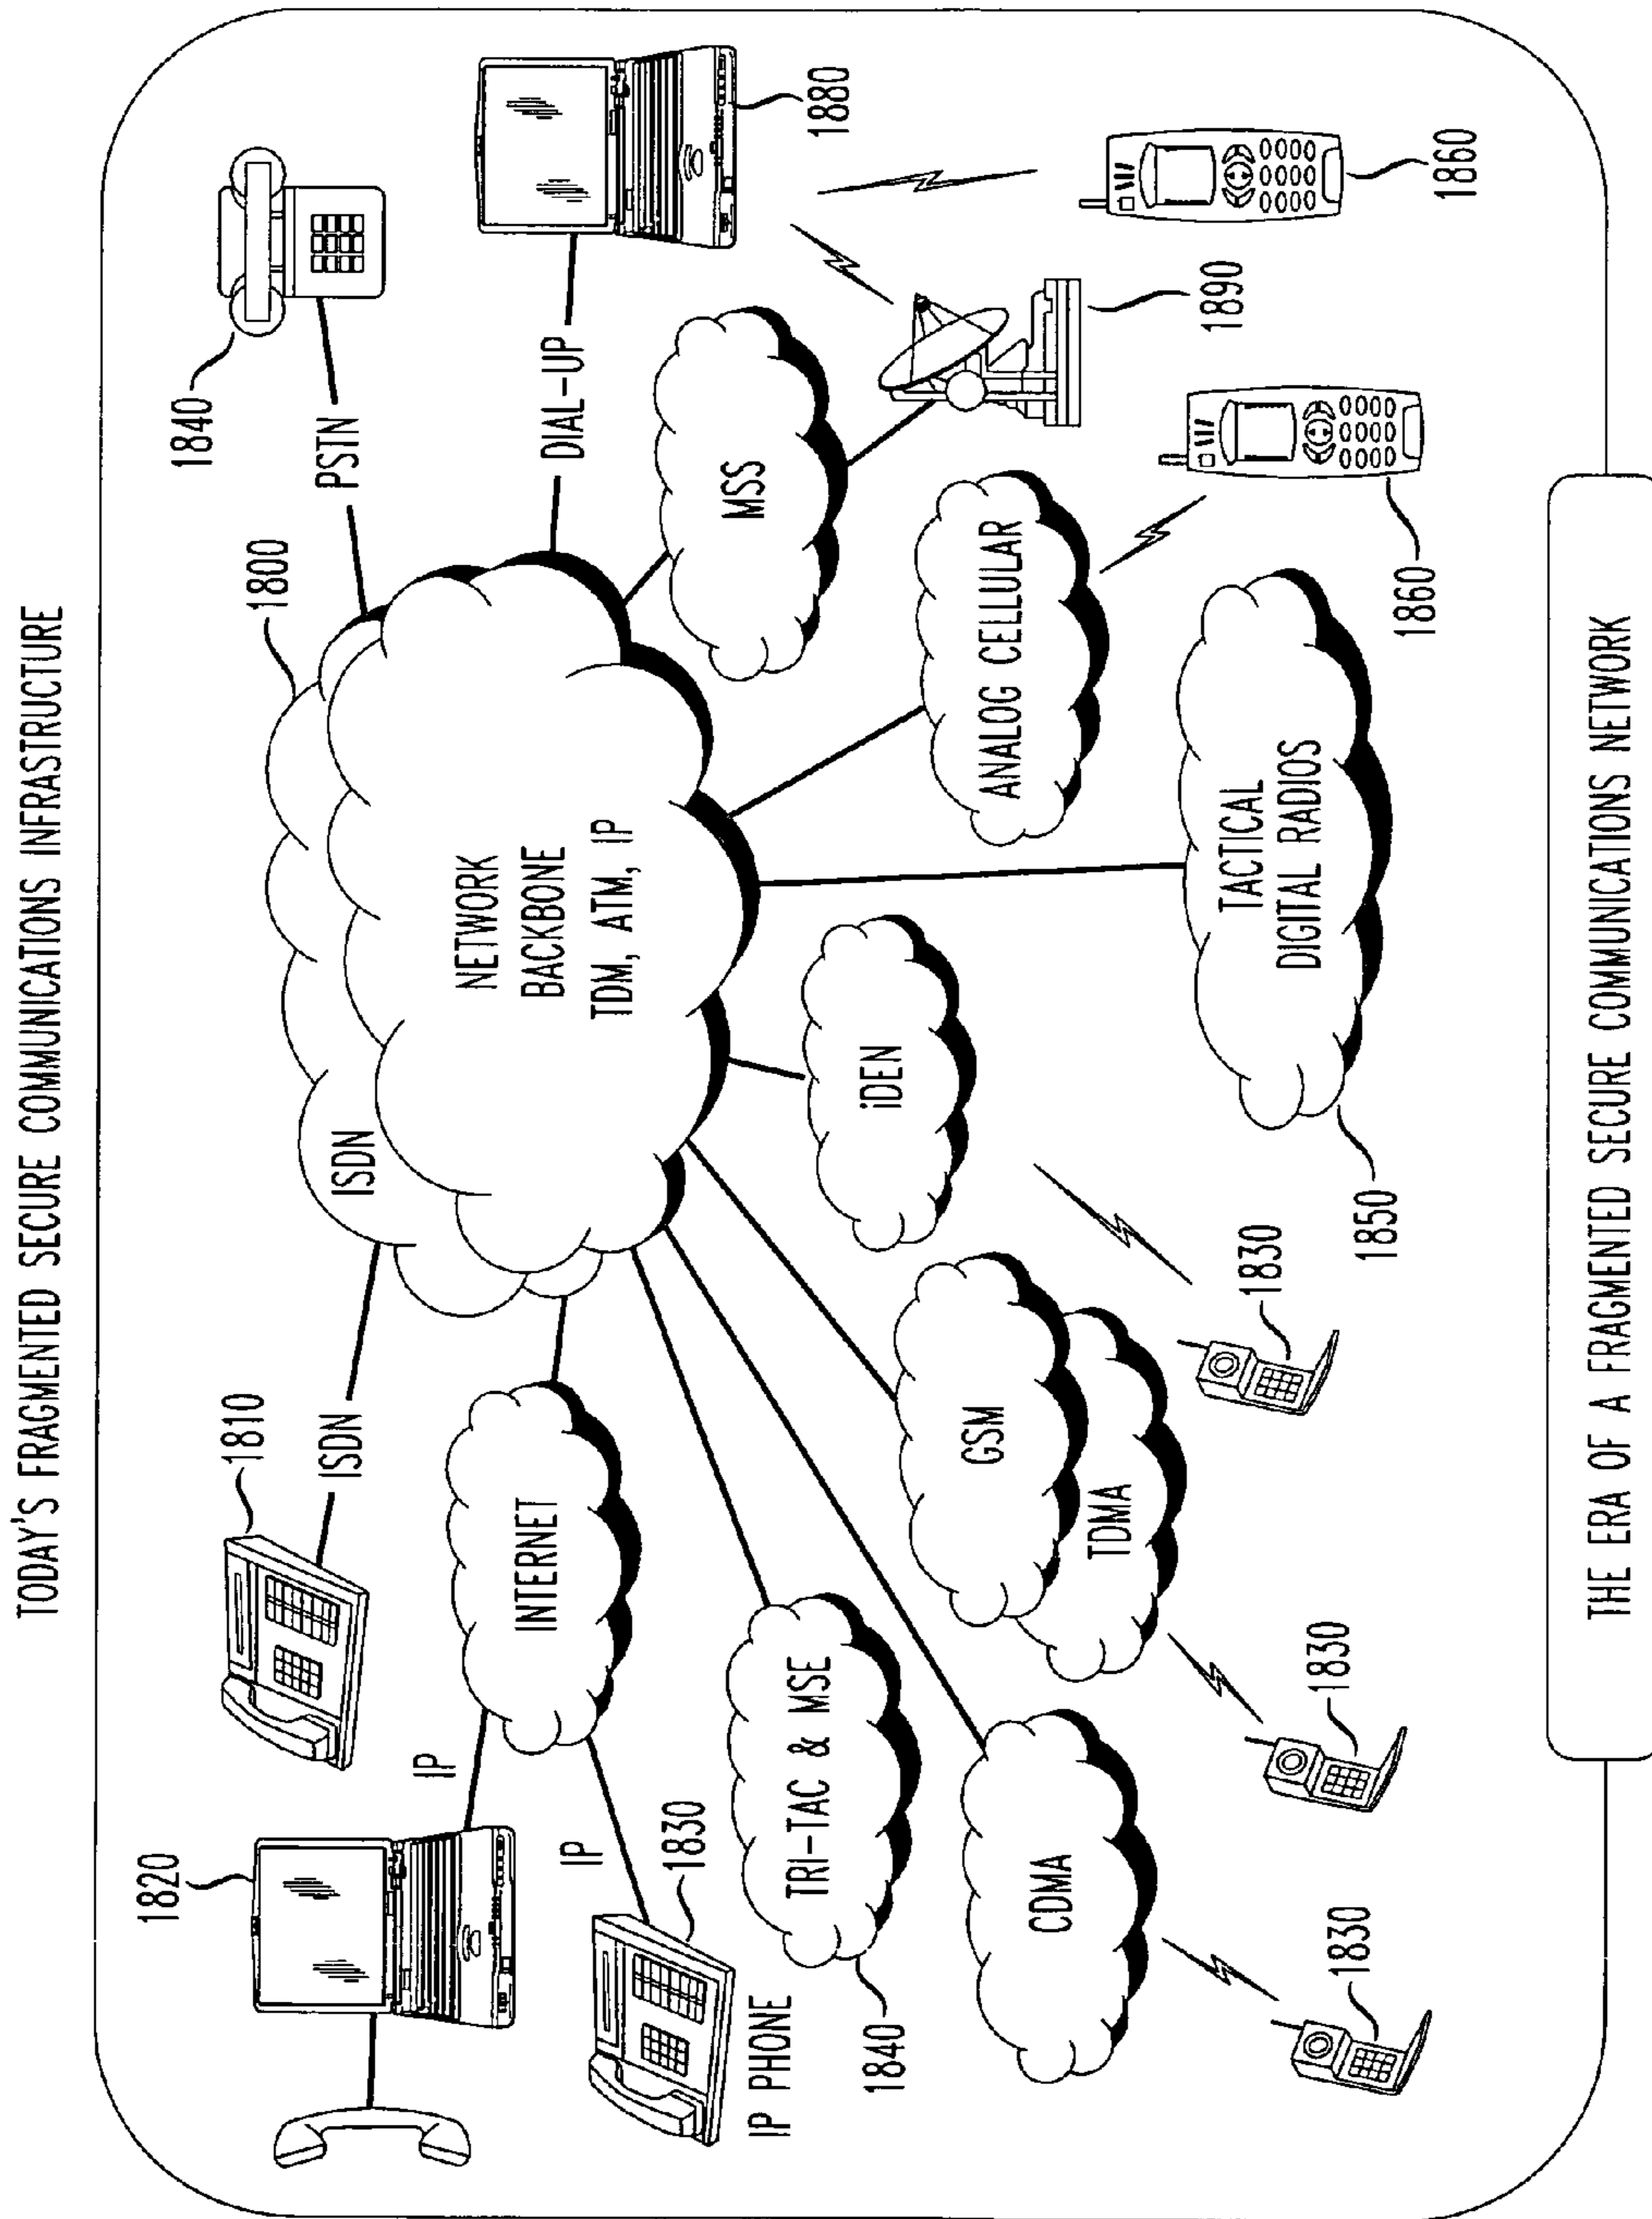 TODAY'S FRAGMENTED SECURE COMMUNICATIONS INFRASTRUCTURE
1820
1810
ISDN
1800
1840
PSTN
ISDN
NETWORK
BACKBONE
TDM, ATM, IP
DIAL-UP
1880
IP
INTERNET
IP
1830
IP PHONE
MSS
1890
1860
TRI-TAC & MSE
1840
iDEN
ANALOG CELLULAR
1860
GSM
TDMA
CDMA
TACTICAL
DIGITAL RADIOS
1850
1830
1830
1830
THE ERA OF A FRAGMENTED SECURE COMMUNICATIONS NETWORK